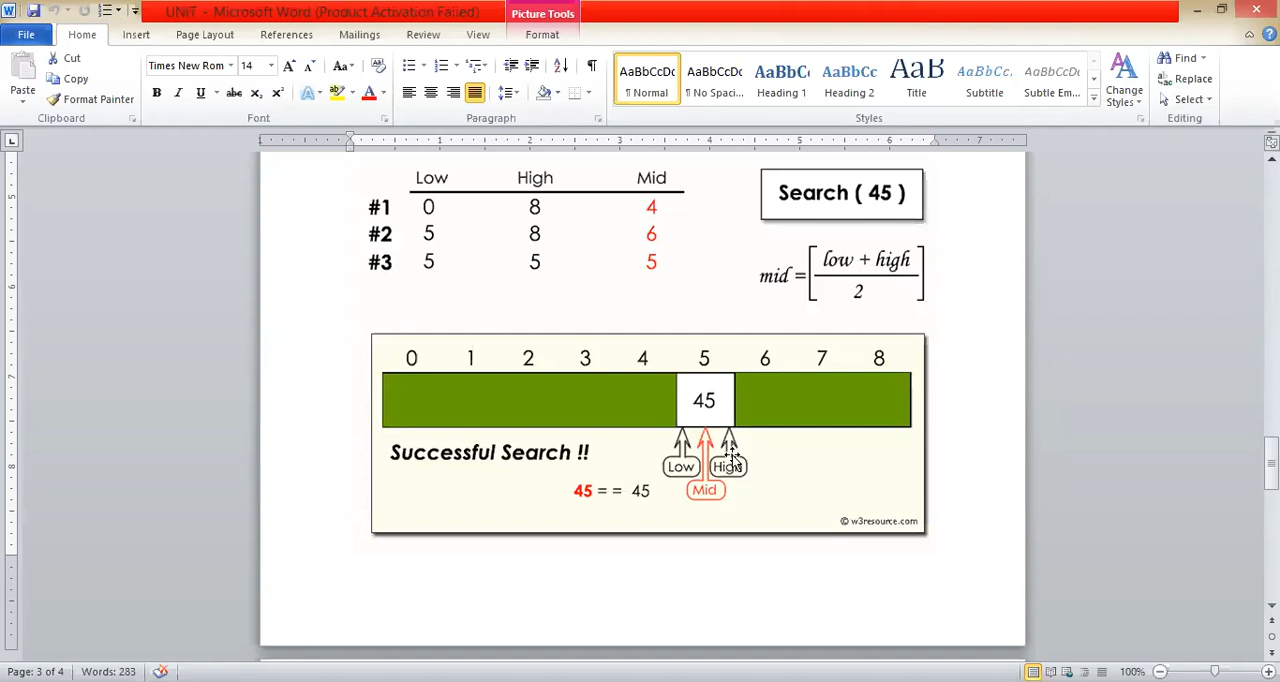 UNIT - Microsoft Word (Product Activation Failed)
Picture Tools
File Home Insert Page Layout References Mailings Review View Format
Paste
Cut
Copy
Format Painter
Clipboard
Times New Rom 14
Font
Paragraph
AaBbCcDc AaBbCcDc AaBbCc AaBbCc AaB AaBbCc. AaBbCcDc
¶ Normal ¶ No Spaci... Heading 1 Heading 2 Title Subtitle Subtle Em...
Change Styles
Styles
Find
Replace
Select
Editing
Low High Mid
#1 0 8 4
#2 5 8 6
#3 5 5 5
Search ( 45 )
mid = [ low + high
2 ]
0 1 2 3 4 5 6 7 8
45
Successful Search !!
Low High
Mid
45 = = 45
© w3resource.com
Page: 3 of 4 Words: 283 100%